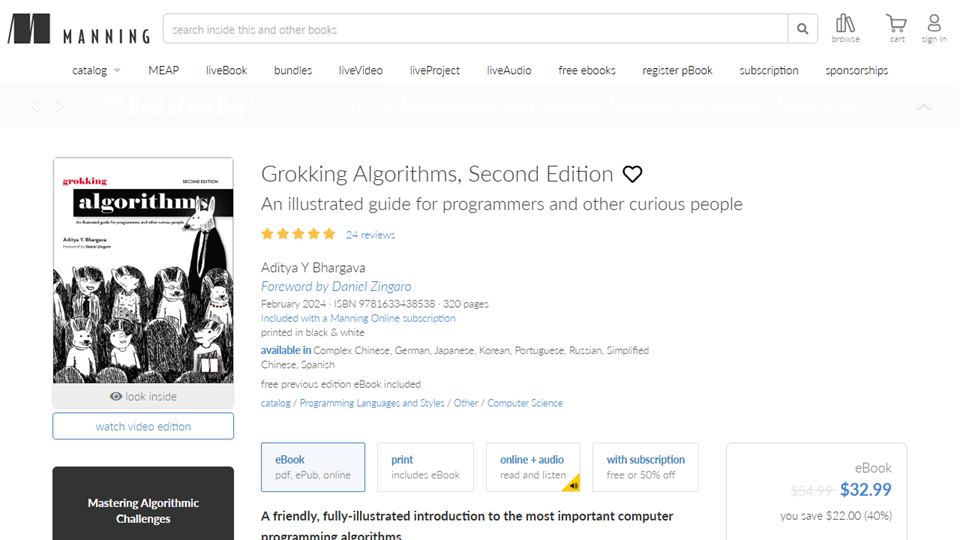 MANNING
search inside this and other books
browse
cart
sign in
catalog
MEAP
liveBook
bundles
liveVideo
liveProject
liveAudio
free ebooks
register pBook
subscription
sponsorships
Deal of the Day!
grokking
SECOND EDITION
algorithms
An illustrated guide for programmers and other curious people
Aditya Y. Bhargava
Foreword by Daniel Zingaro
look inside
watch video edition
Mastering Algorithmic
Challenges
Grokking Algorithms, Second Edition
An illustrated guide for programmers and other curious people
24 reviews
Aditya Y Bhargava
Foreword by Daniel Zingaro
February 2024 · ISBN 9781633438538 · 320 pages
Included with a Manning Online subscription
printed in black & white
available in Complex Chinese, German, Japanese, Korean, Portuguese, Russian, Simplified
Chinese, Spanish
free previous edition eBook included
catalog / Programming Languages and Styles / Other / Computer Science
eBook
pdf, ePub, online
print
includes eBook
online + audio
read and listen
with subscription
free or 50% off
A friendly, fully-illustrated introduction to the most important computer
programming algorithms
eBook
$54.99 $32.99
you save $22.00 (40%)